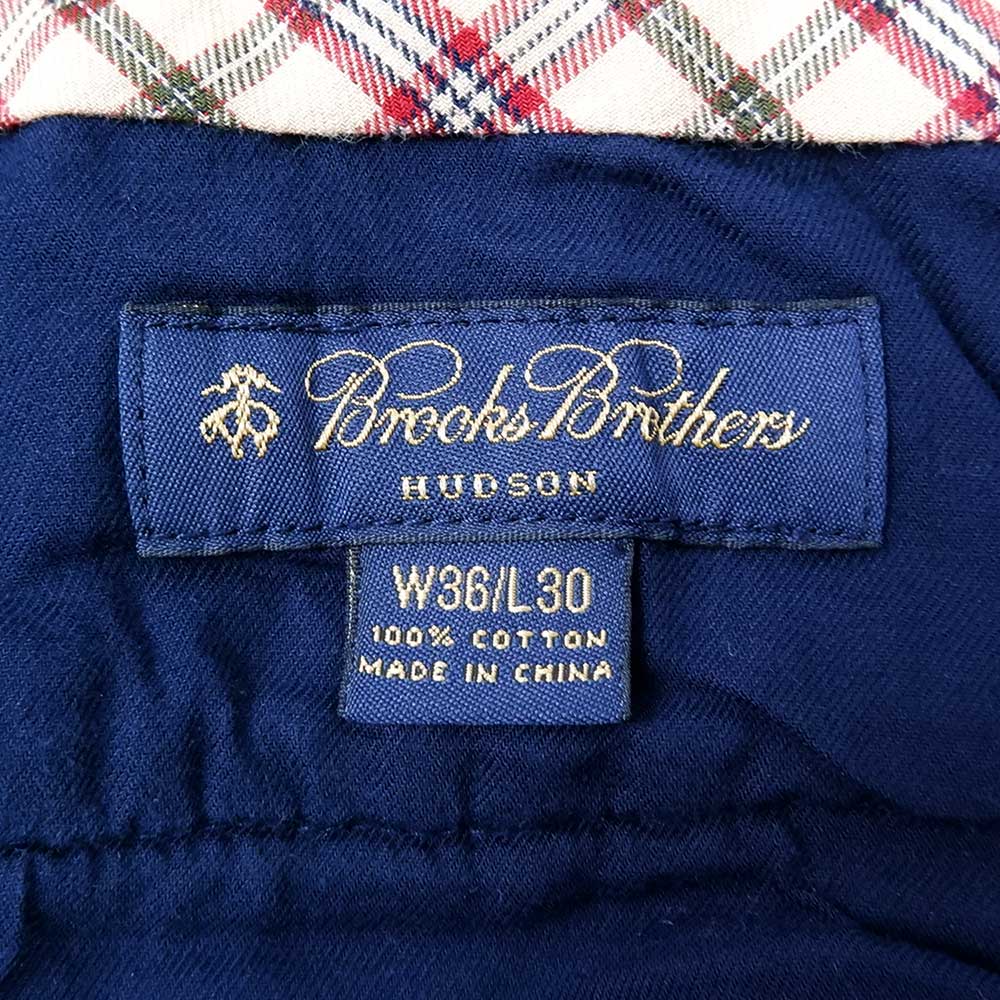 Brooks Brothers
HUDSON
W36/L30
100% COTTON
MADE IN CHINA